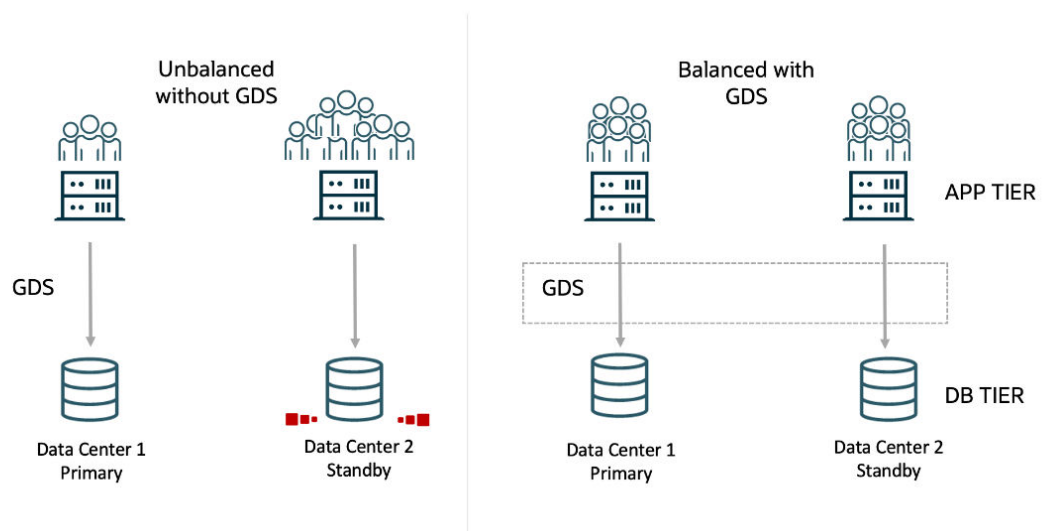 Unbalanced
without GDS
GDS
Data Center 1
Primary
Data Center 2
Standby
Balanced with
GDS
APP TIER
GDS
DB TIER
Data Center 1
Primary
Data Center 2
Standby